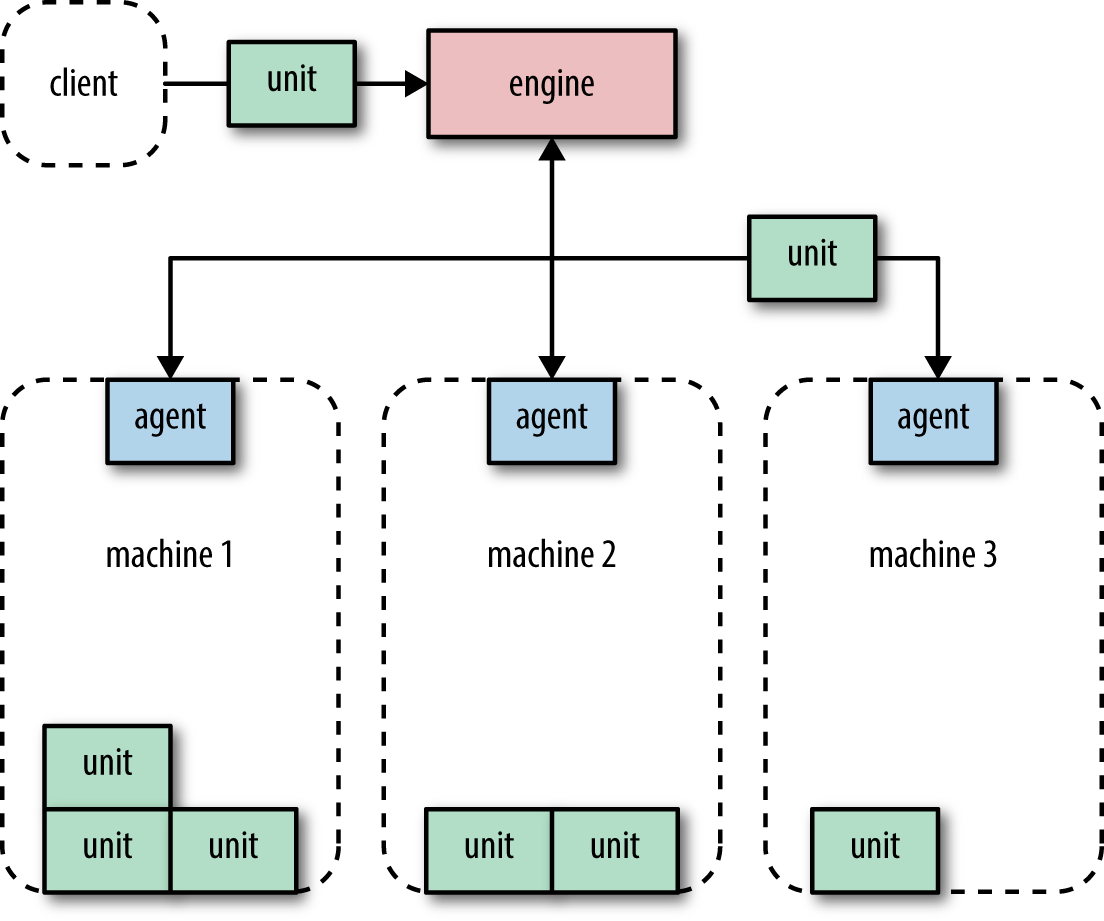 client
unit
engine
unit
agent
agent
agent
machine 1
machine 2
machine 3
unit
unit
unit
unit
unit
unit